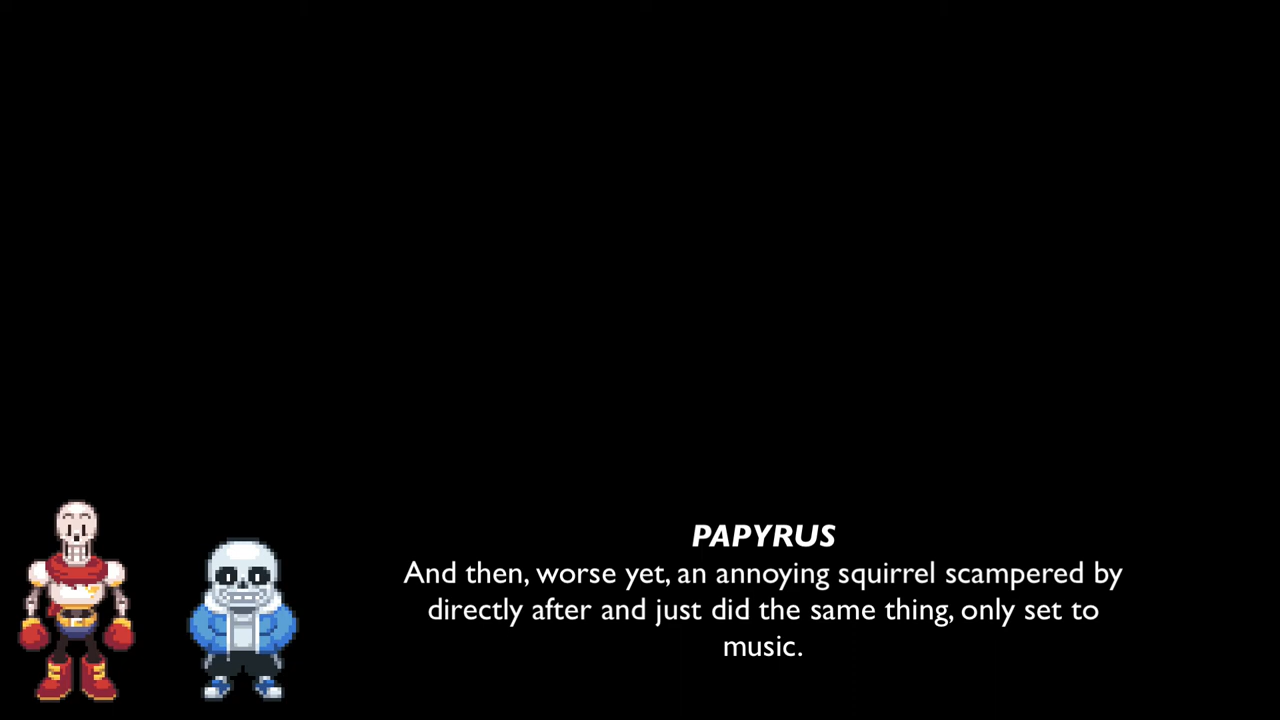 PAPYRUS
And then, worse yet, an annoying squirrel scampered by
directly after and just did the same thing, only set to
music.